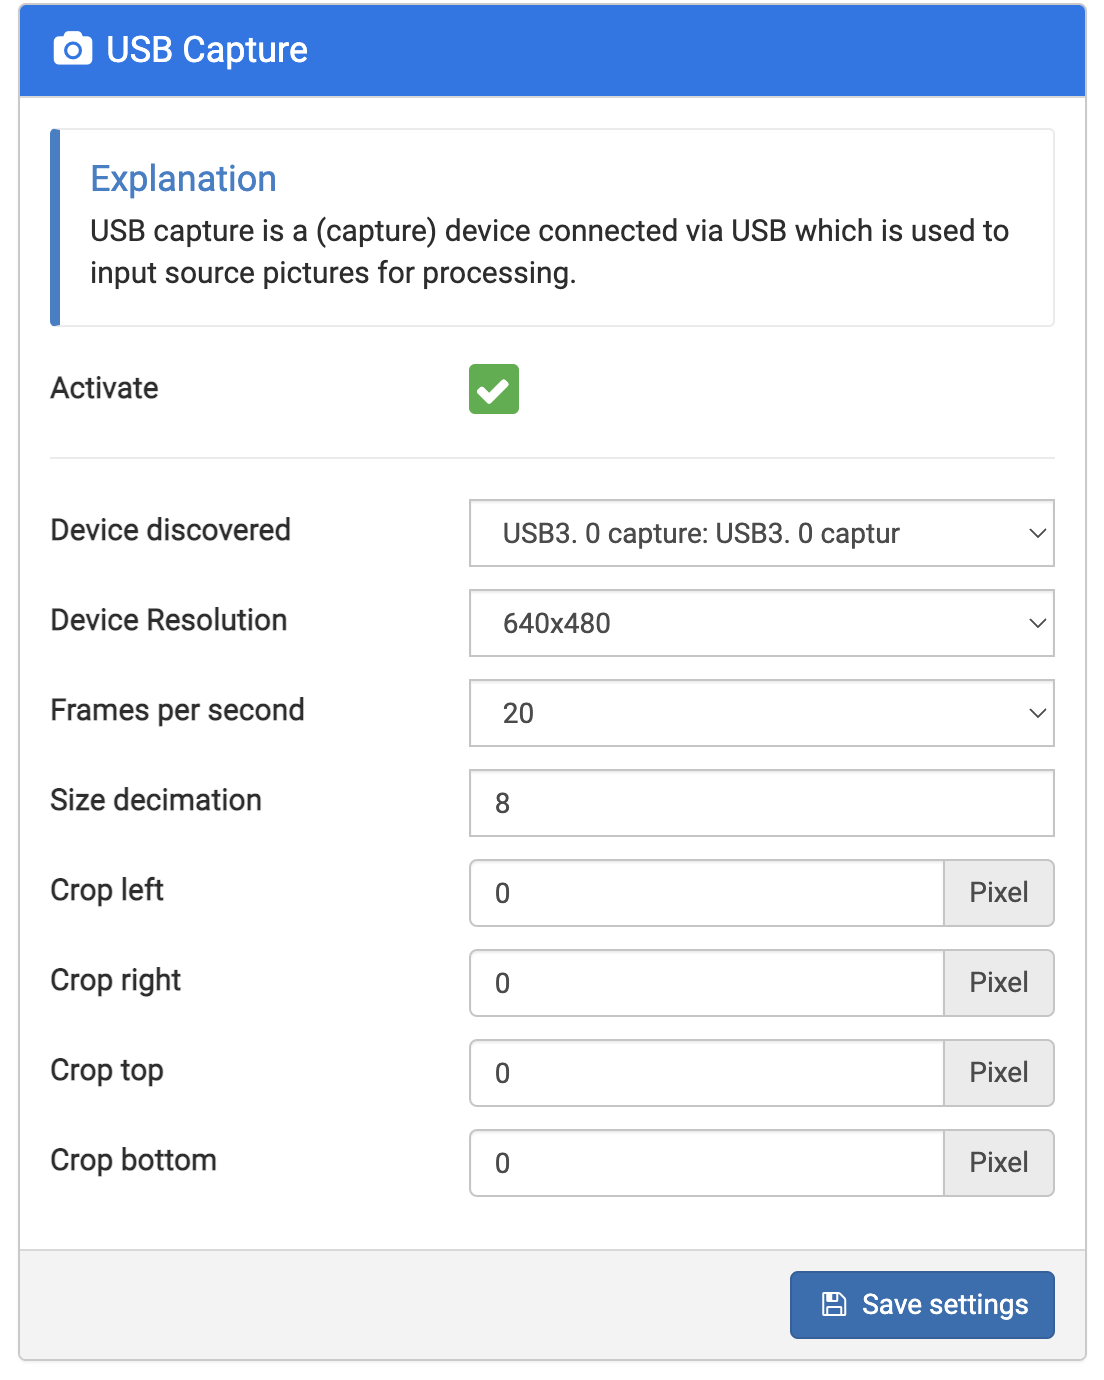 USB Capture
Explanation
USB capture is a (capture) device connected via USB which is used to
input source pictures for processing.
Activate
Device discovered
USB3. 0 capture: USB3. 0 captur
Device Resolution
640x480
Frames per second
20
Size decimation
8
Crop left
0 Pixel
Crop right
0 Pixel
Crop top
0 Pixel
Crop bottom
0 Pixel
Save settings